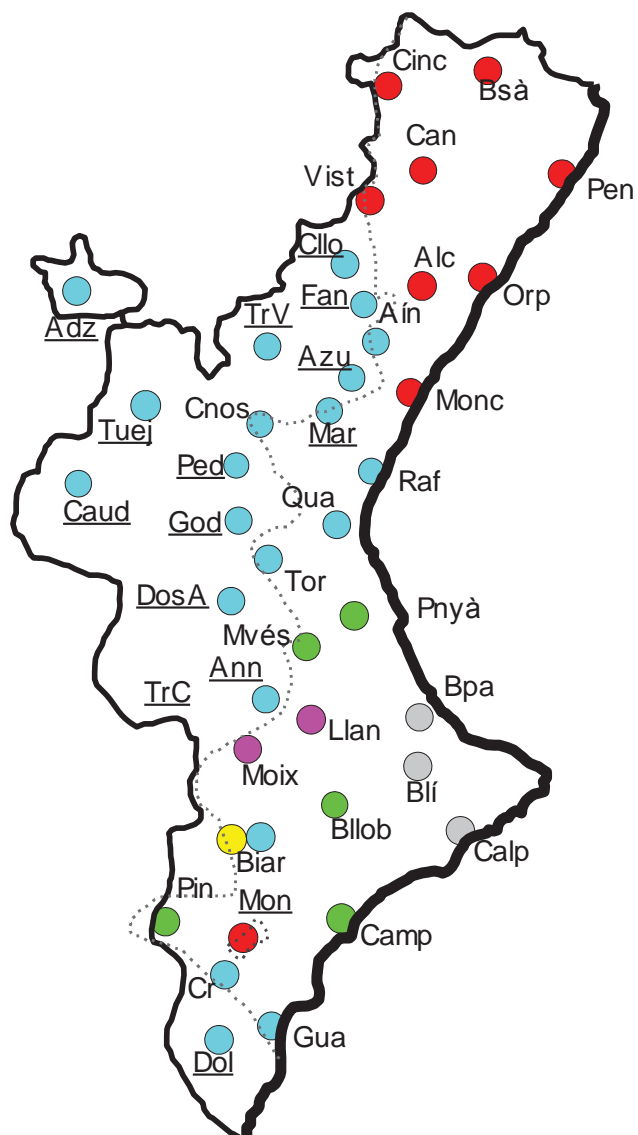 Cinc
Bsà
Can
Vist
Pen
Cllo
Alc
Orp
Adz
Fan
TrV
Aín
Azu
Monc
Cnos
Mar
Tuej
Ped
Raf
Caud
Qua
God
Tor
DosA
Pnyà
Mvés
Ann
TrC
Bpa
Llan
Moix
Blí
Bllob
Calp
Biar
Pin
Mon
Camp
Cr
Gua
Dol